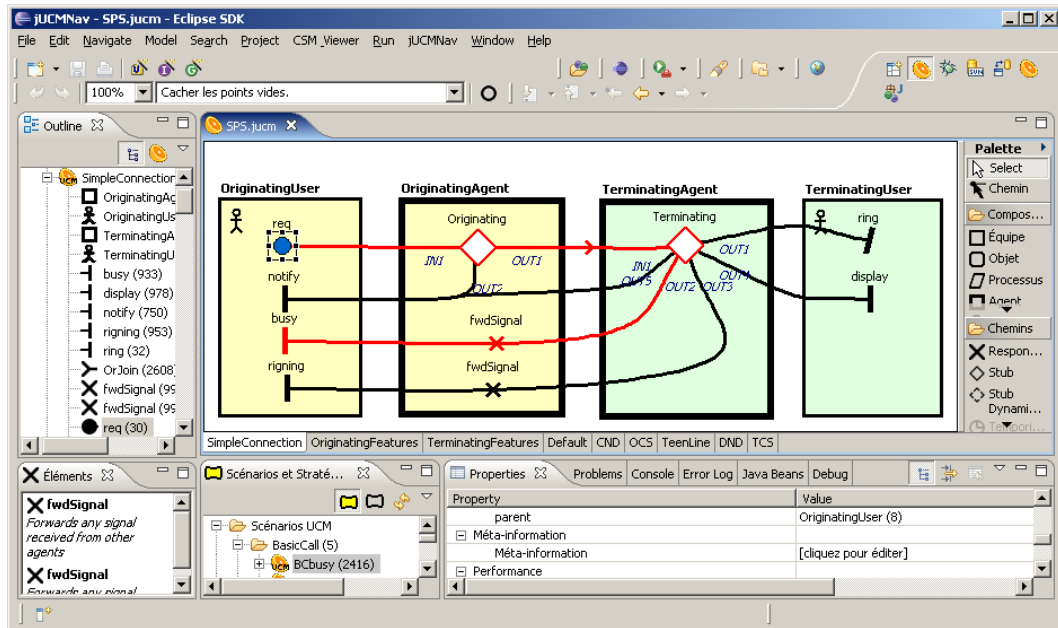 jUCMNav - SPS.jucm - Eclipse SDK
File Edit Navigate Model Search Project CSM_Viewer Run jUCMNav Window Help
100% Cacher les points vides.
Outline
SimpleConnection
OriginatingAg
OriginatingUs
TerminatingA
TerminatingU
busy (933)
display (978)
notify (750)
rigning (953)
ring (32)
OrJoin (2608)
fwdSignal (99
fwdSignal (99
req (30)
SPS.jucm
OriginatingUser OriginatingAgent TerminatingAgent TerminatingUser
req Originating Terminating ring
IN1 OUT1 OUT1
notify IN1 OUT4 display
OUT2 OUT5 OUT2 OUT3
busy fwdSignal
rigning fwdSignal
SimpleConnection OriginatingFeatures TerminatingFeatures Default CND OCS TeenLine DND TCS
Palette
Select
Chemin
Compos...
Équipe
Objet
Processus
Agent
Chemins
Respon...
Stub
Stub
Dynami...
Tempori...
Éléments
fwdSignal
Forwards any signal
received from other
agents
fwdSignal
Forwards any signal
Scénarios et Straté...
Scénarios UCM
BasicCall (5)
BCbusy (2416)
Properties Problems Console Error Log Java Beans Debug
Property Value
parent OriginatingUser (8)
Méta-information
Méta-information [cliquez pour éditer]
Performance